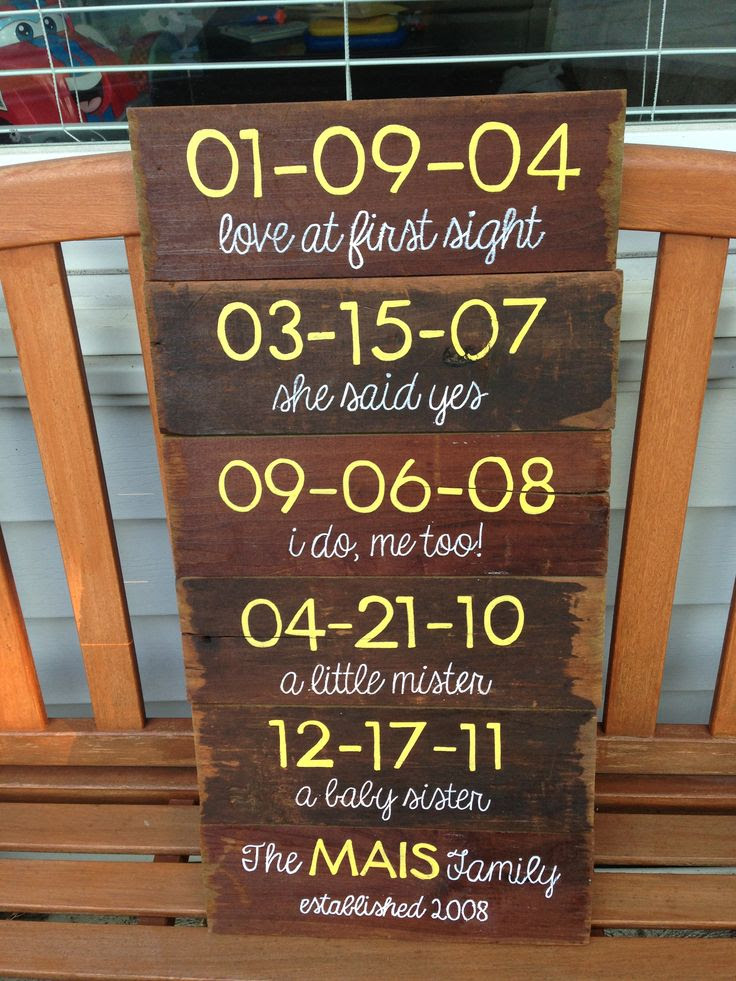 01-09-04
love at first sight
03-15-07
she said yes
09-06-08
i do, me too!
04-21-10
a little mister
12-17-11
a baby sister
The MAIS Family
established 2008